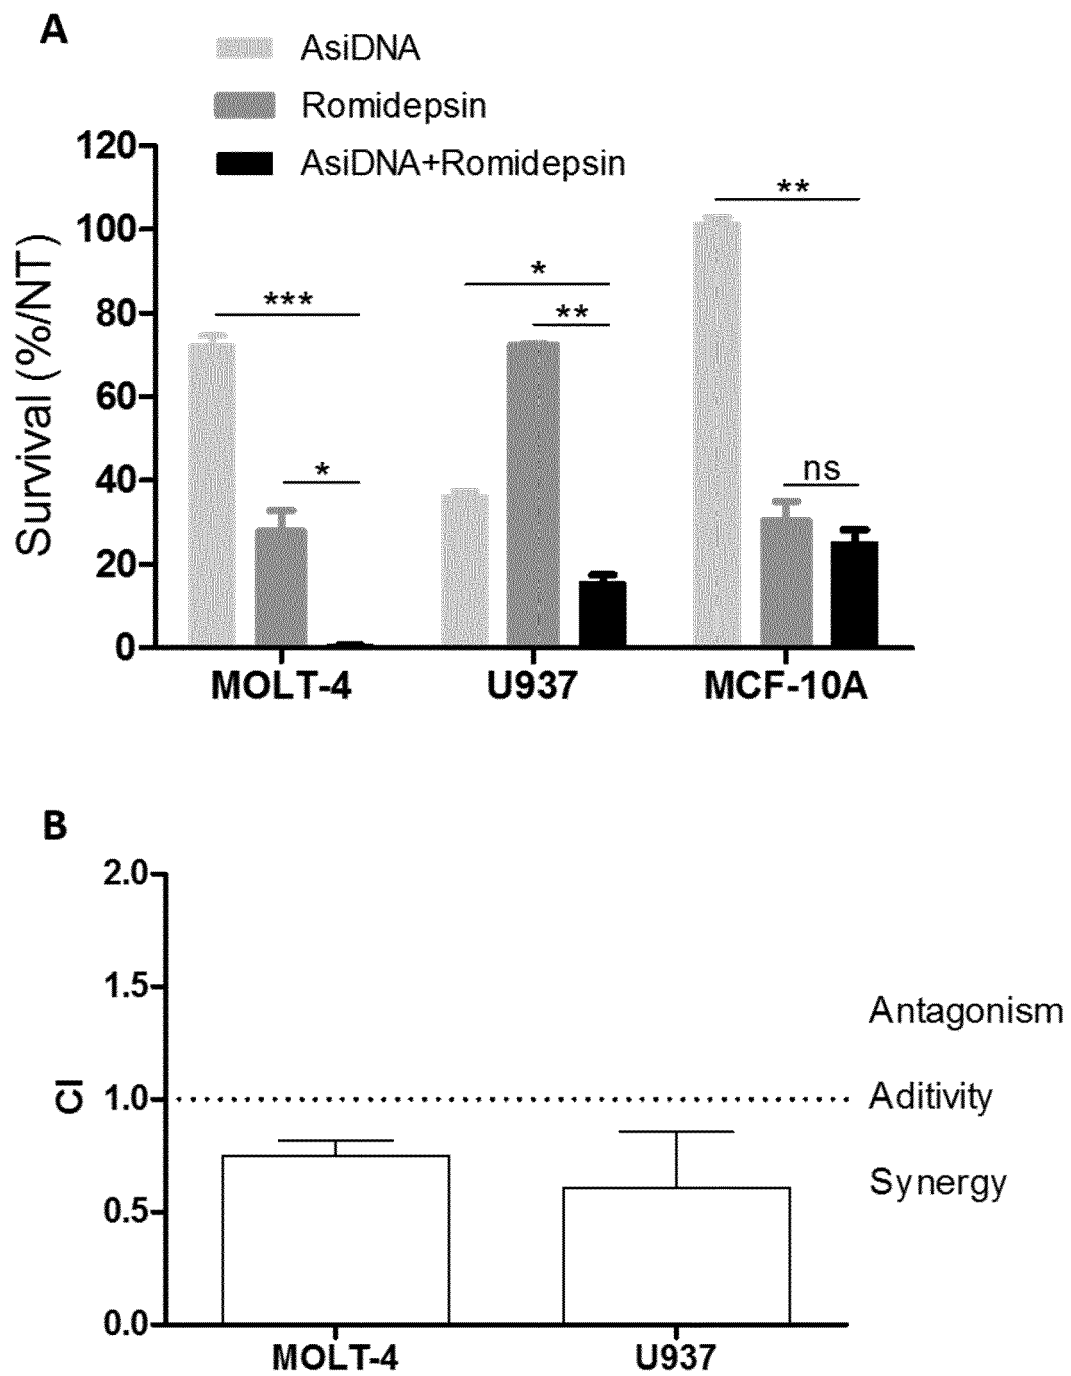 A
AsiDNA
Romidepsin
AsiDNA+Romidepsin
Survival (%/NT)
120
100
80
60
40
20
0
***
*
*
**
**
ns
MOLT-4 U937 MCF-10A
B
CI
2.0
1.5
1.0
0.5
0.0
Antagonism
Aditivity
Synergy
MOLT-4 U937